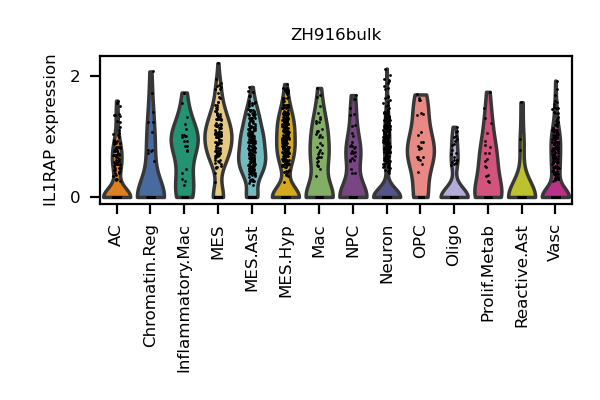 ZH916bulk
IL1RAP expression
2
0
AC
Chromatin.Reg
Inflammatory.Mac
MES
MES.Ast
MES.Hyp
Mac
NPC
Neuron
OPC
Oligo
Prolif.Metab
Reactive.Ast
Vasc